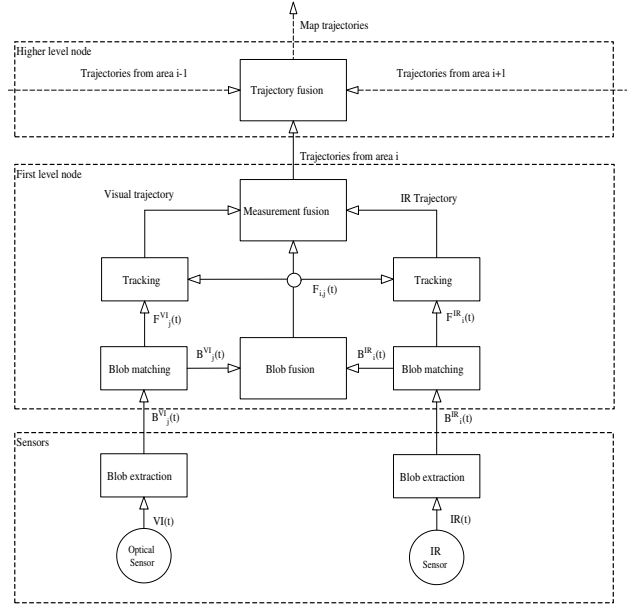 Map trajectories
Higher level node
Trajectories from area i-1
Trajectories from area i+1
Trajectory fusion
Trajectories from area i
First level node
Visual trajectory
IR Trajectory
Measurement fusion
Tracking
Tracking
F_{i,j}(t)
F^{VI}_j(t)
F^{IR}_i(t)
B^{VI}_j(t)
B^{IR}_i(t)
Blob matching
Blob fusion
Blob matching
B^{VI}_j(t)
B^{IR}_i(t)
Sensors
Blob extraction
Blob extraction
VI(t)
IR(t)
Optical
Sensor
IR
Sensor